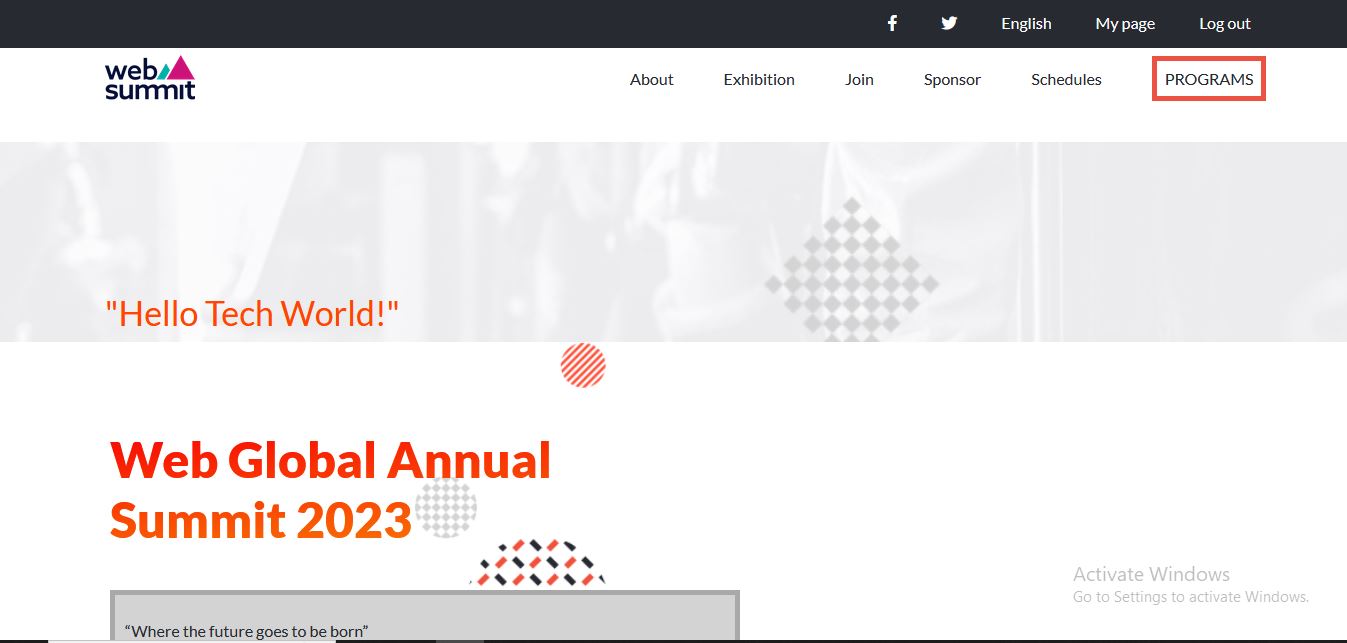 English My page Log out
web summit
About Exhibition Join Sponsor Schedules PROGRAMS
"Hello Tech World!"
Web Global Annual
Summit 2023
Activate Windows
Go to Settings to activate Windows.
“Where the future goes to be born”